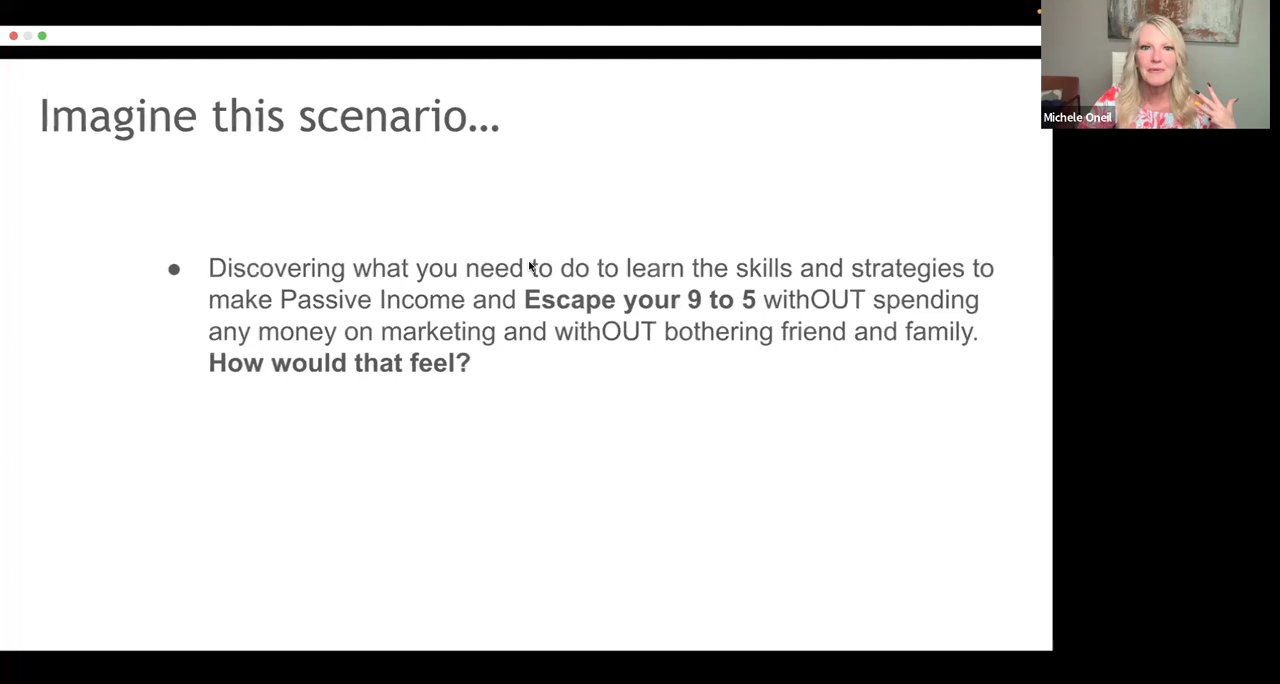 Imagine this scenario...
Michele Oneil
● Discovering what you need to do to learn the skills and strategies to
make Passive Income and Escape your 9 to 5 withOUT spending
any money on marketing and withOUT bothering friend and family.
How would that feel?